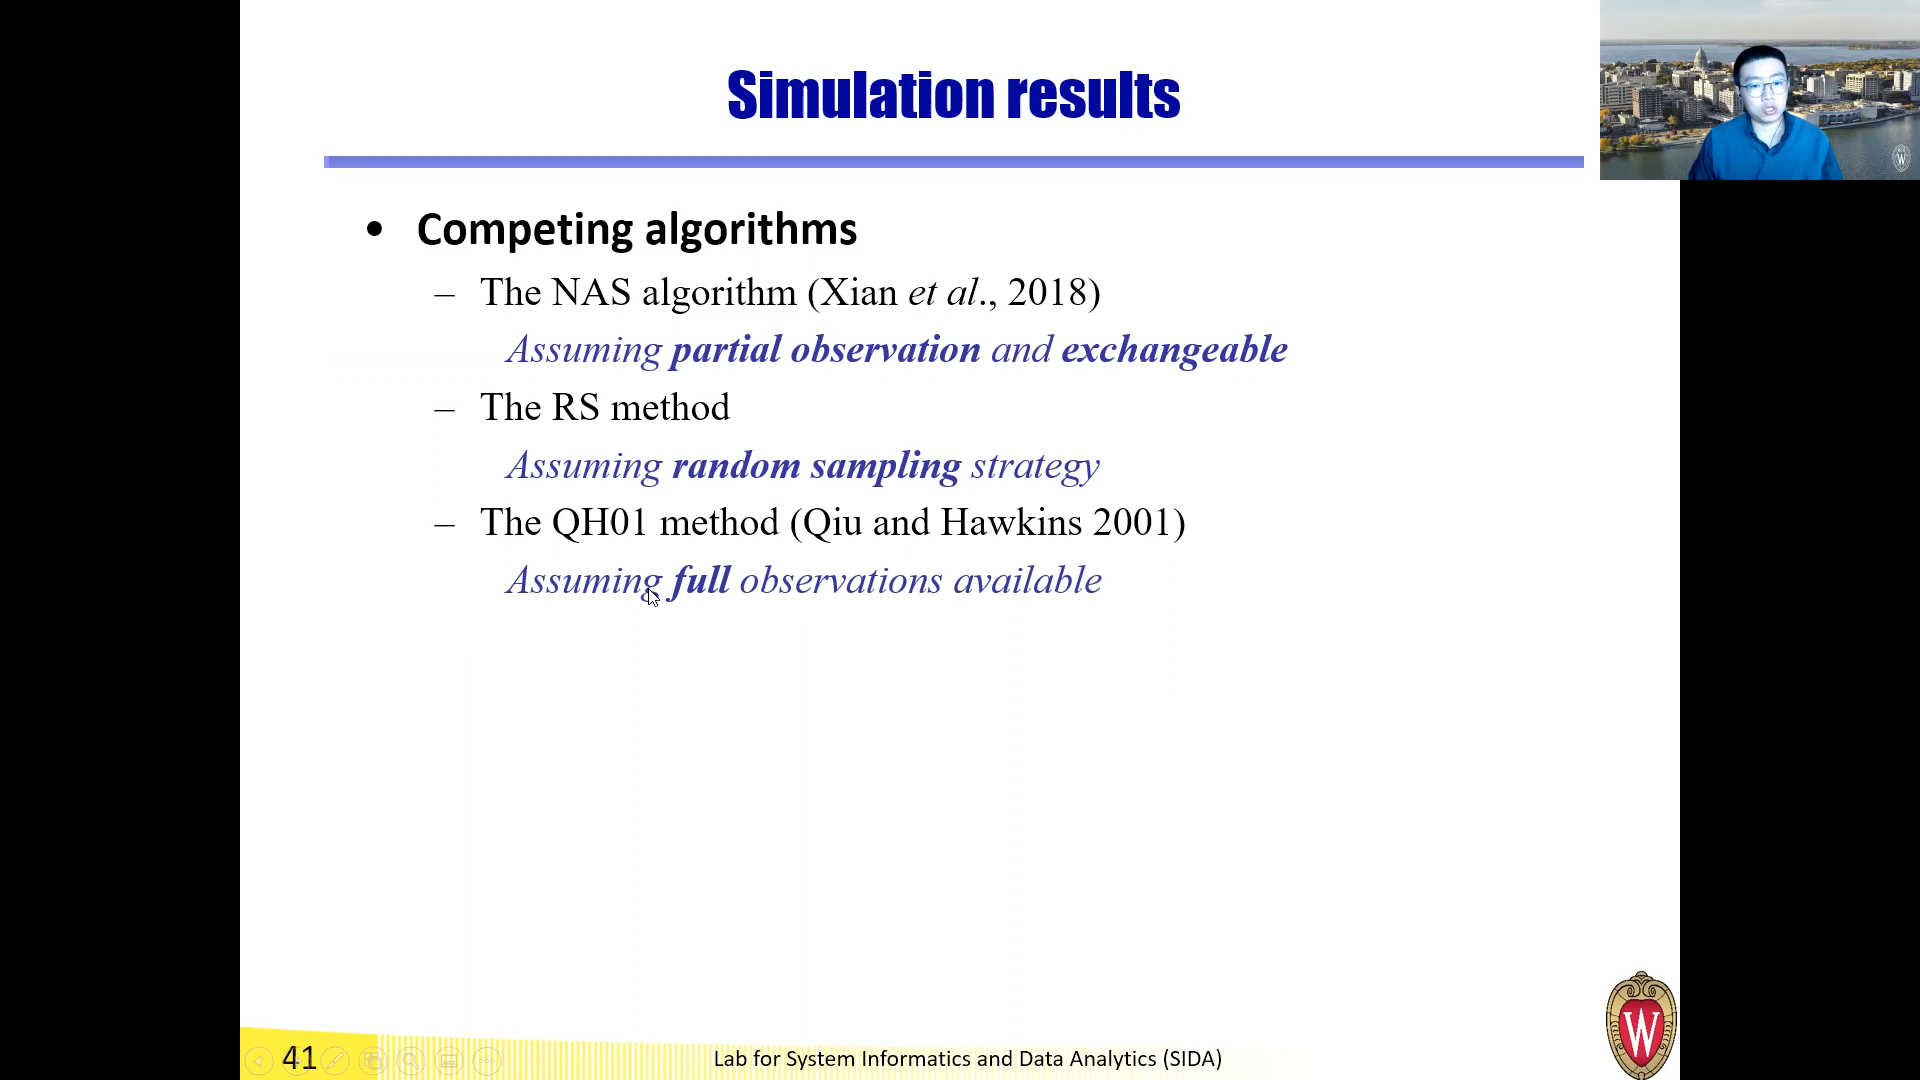 Simulation results
• Competing algorithms
– The NAS algorithm (Xian et al., 2018)
Assuming partial observation and exchangeable
– The RS method
Assuming random sampling strategy
– The QH01 method (Qiu and Hawkins 2001)
Assuming full observations available
41
Lab for System Informatics and Data Analytics (SIDA)
W
W